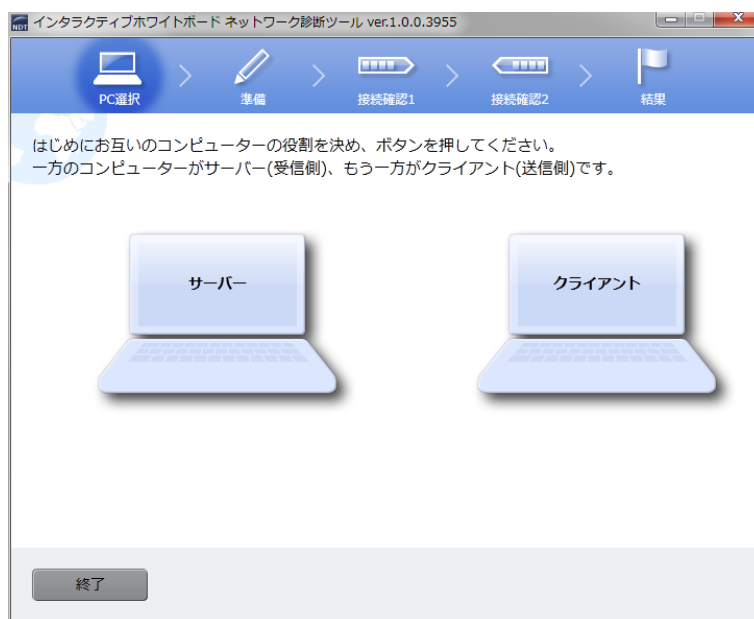 NDT インタラクティブホワイトボード ネットワーク診断ツール ver.1.0.0.3955
PC選択 準備 接続確認1 接続確認2 結果
はじめにお互いのコンピューターの役割を決め、ボタンを押してください。
一方のコンピューターがサーバー(受信側)、もう一方がクライアント(送信側)です。
サーバー クライアント
終了